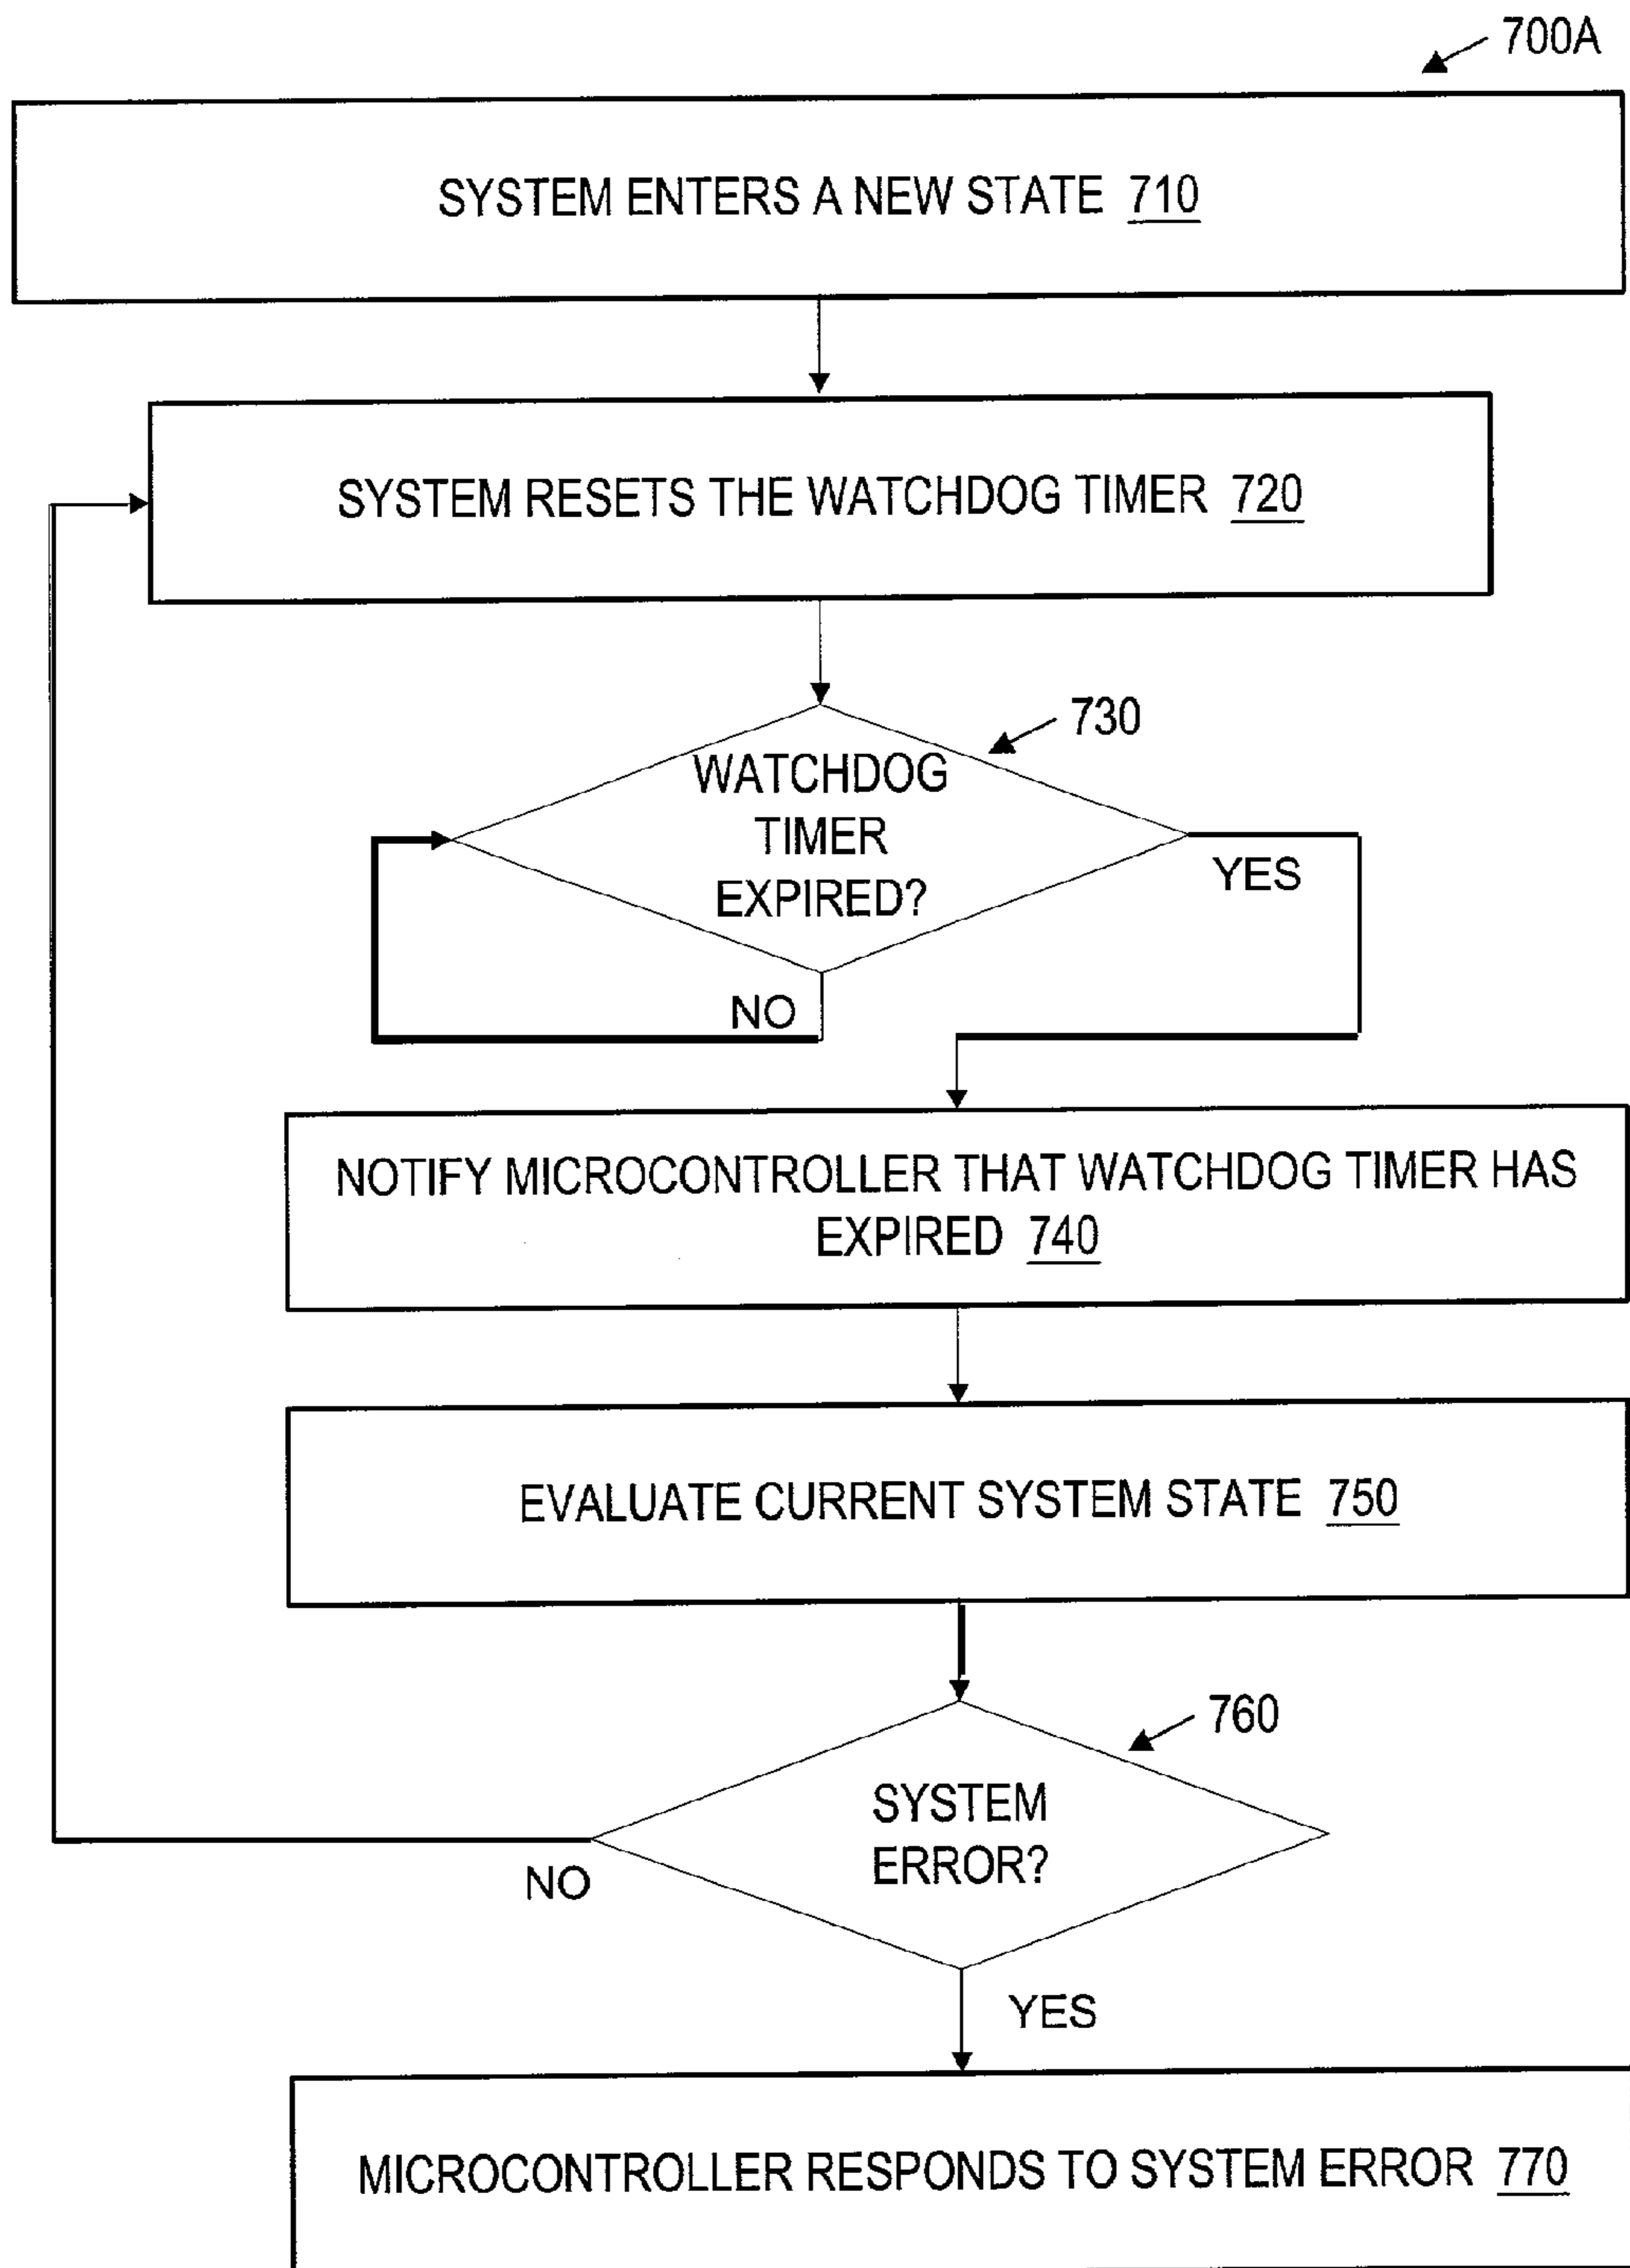 700A
SYSTEM ENTERS A NEW STATE 710
SYSTEM RESETS THE WATCHDOG TIMER 720
730
WATCHDOG
TIMER
EXPIRED?
YES
NO
NOTIFY MICROCONTROLLER THAT WATCHDOG TIMER HAS
EXPIRED 740
EVALUATE CURRENT SYSTEM STATE 750
760
SYSTEM
ERROR?
NO
YES
MICROCONTROLLER RESPONDS TO SYSTEM ERROR 770